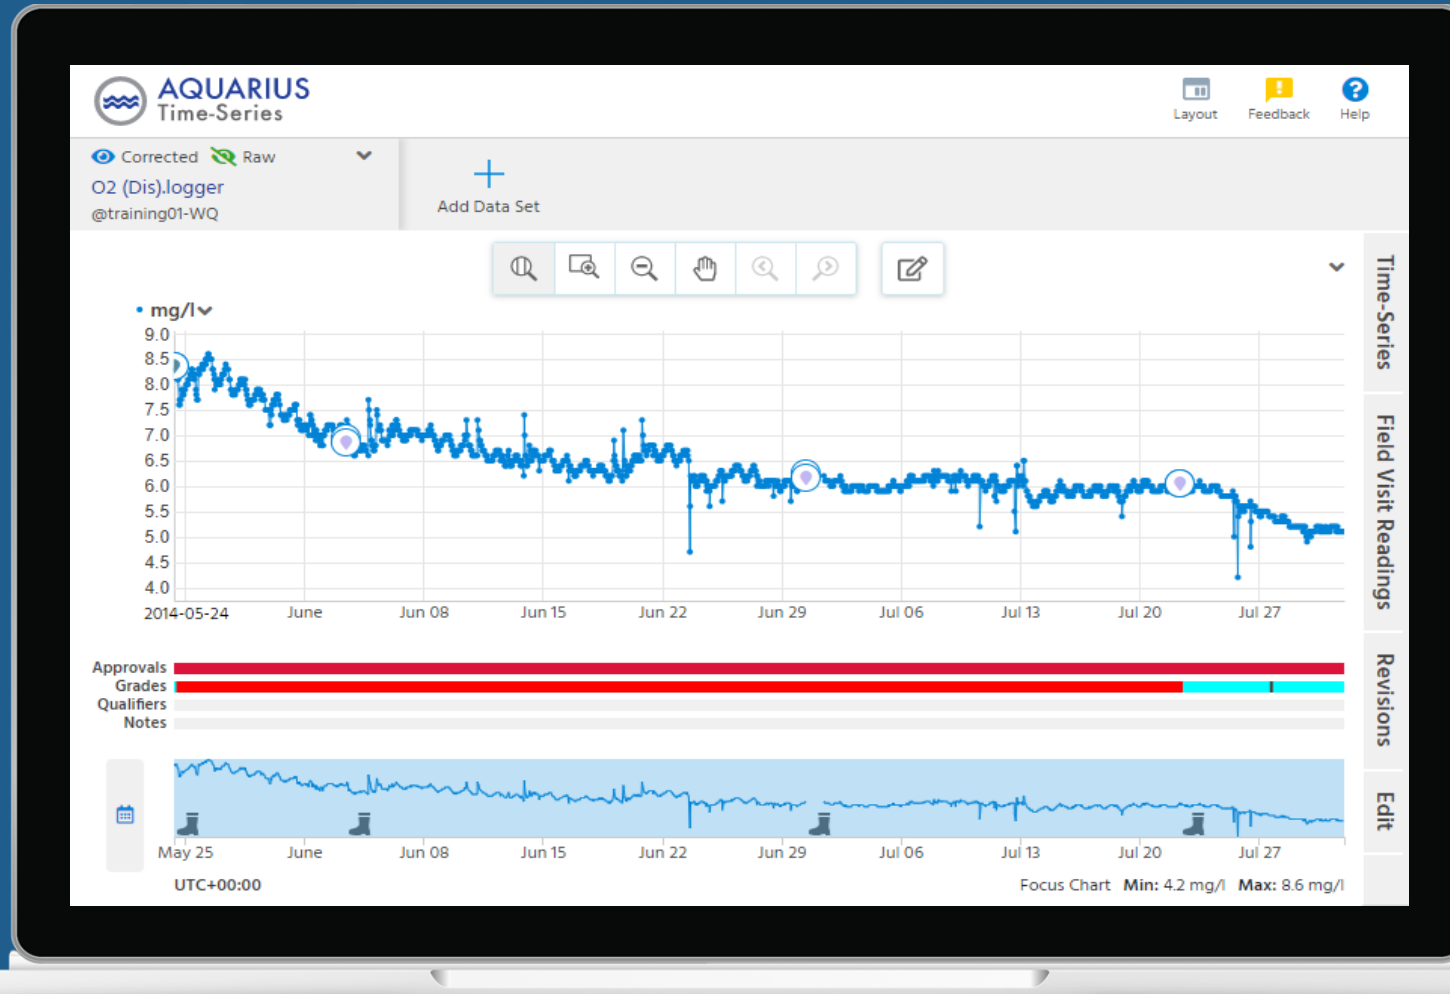 AQUARIUS
Time-Series
Layout
Feedback
Help
Corrected Raw
O2 (Dis).logger
@training01-WQ
Add Data Set
mg/l
9.0
8.5
8.0
7.5
7.0
6.5
6.0
5.5
5.0
4.5
4.0
2014-05-24 June Jun 08 Jun 15 Jun 22 Jun 29 Jul 06 Jul 13 Jul 20 Jul 27
Approvals
Grades
Qualifiers
Notes
May 25 June Jun 08 Jun 15 Jun 22 Jun 29 Jul 06 Jul 13 Jul 20 Jul 27
UTC+00:00
Focus Chart Min: 4.2 mg/l Max: 8.6 mg/l
Time-Series
Field Visit Readings
Revisions
Edit